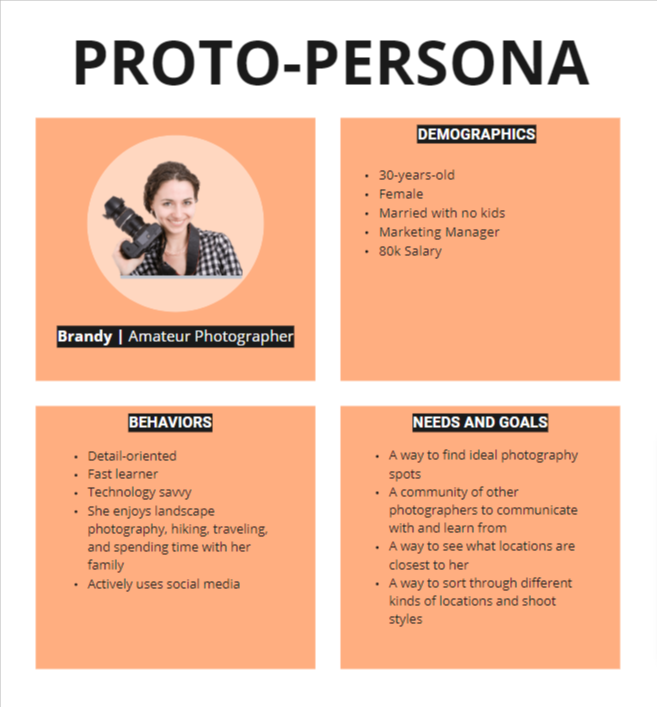 PROTO-PERSONA
Brandy | Amateur Photographer
DEMOGRAPHICS
• 30-years-old
• Female
• Married with no kids
• Marketing Manager
• 80k Salary
BEHAVIORS
• Detail-oriented
• Fast learner
• Technology savvy
• She enjoys landscape
photography, hiking, traveling,
and spending time with her
family
• Actively uses social media
NEEDS AND GOALS
• A way to find ideal photography
spots
• A community of other
photographers to communicate
with and learn from
• A way to see what locations are
closest to her
• A way to sort through different
kinds of locations and shoot
styles